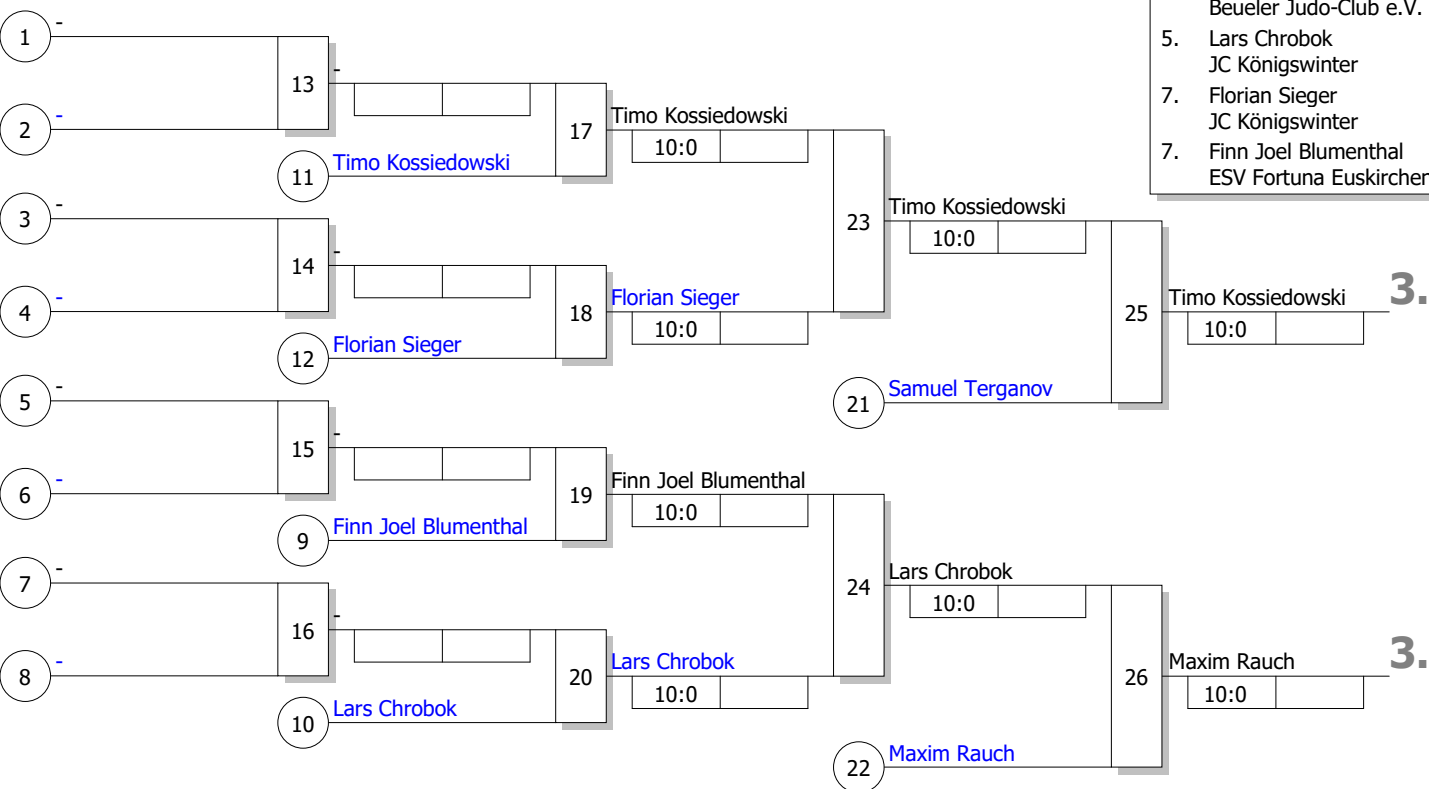 Beueler Judo-Club e.V.
5. Lars Chrobok
JC Königswinter
7. Florian Sieger
JC Königswinter
7. Finn Joel Blumenthal
ESV Fortuna Euskirchen
1 -
13 -
2 -
17 Timo Kossiedowski
10:0
11 Timo Kossiedowski
3 -
23 Timo Kossiedowski
10:0
14 -
4 -
18 Florian Sieger
10:0
12 Florian Sieger
25 Timo Kossiedowski 3.
10:0
21 Samuel Terganov
5 -
15 -
6 -
19 Finn Joel Blumenthal
10:0
9 Finn Joel Blumenthal
7 -
24 Lars Chrobok
10:0
16 -
8 -
20 Lars Chrobok
10:0
10 Lars Chrobok
26 Maxim Rauch 3.
10:0
22 Maxim Rauch